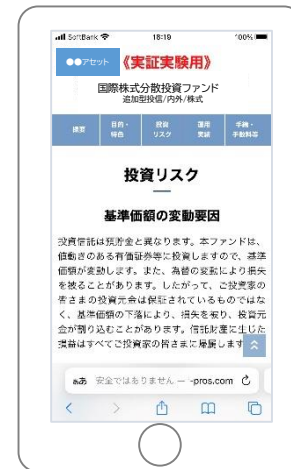 SoftBank 18:19 100%
●●アセット
《実証実験用》
国際株式分散投資ファンド
追加型投信/内外/株式
概要 目的・特色 投資リスク 運用実績 手続・手数料等
投資リスク
基準価額の変動要因
投資信託は預貯金と異なります。本ファンドは、
値動きのある有価証券等に投資しますので、基準
価額が変動します。また、為替の変動により損失
を被ることがあります。したがって、ご投資家の
皆さまの投資元金は保証されているものではな
く、基準価額の下落により、損失を被り、投資元
金が割り込むことがあります。信託財産に生じた
損益はすべてご投資家の皆さまに帰属します
ぁあ 安全ではありません — -pros.com